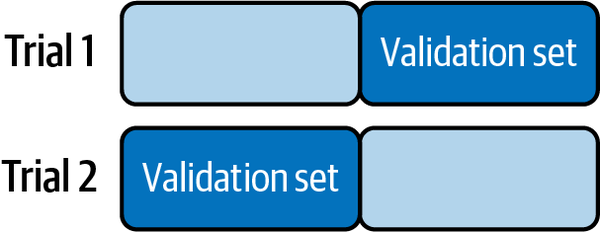 Trial 1 Validation set
Trial 2 Validation set